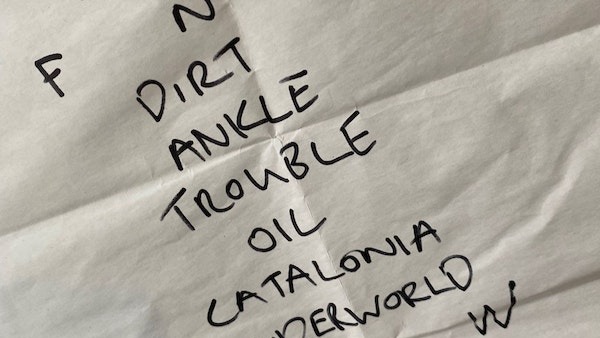 N
F
DIRT
ANKLE
TROUBLE
OIL
CATALONIA
DERWORLD
W